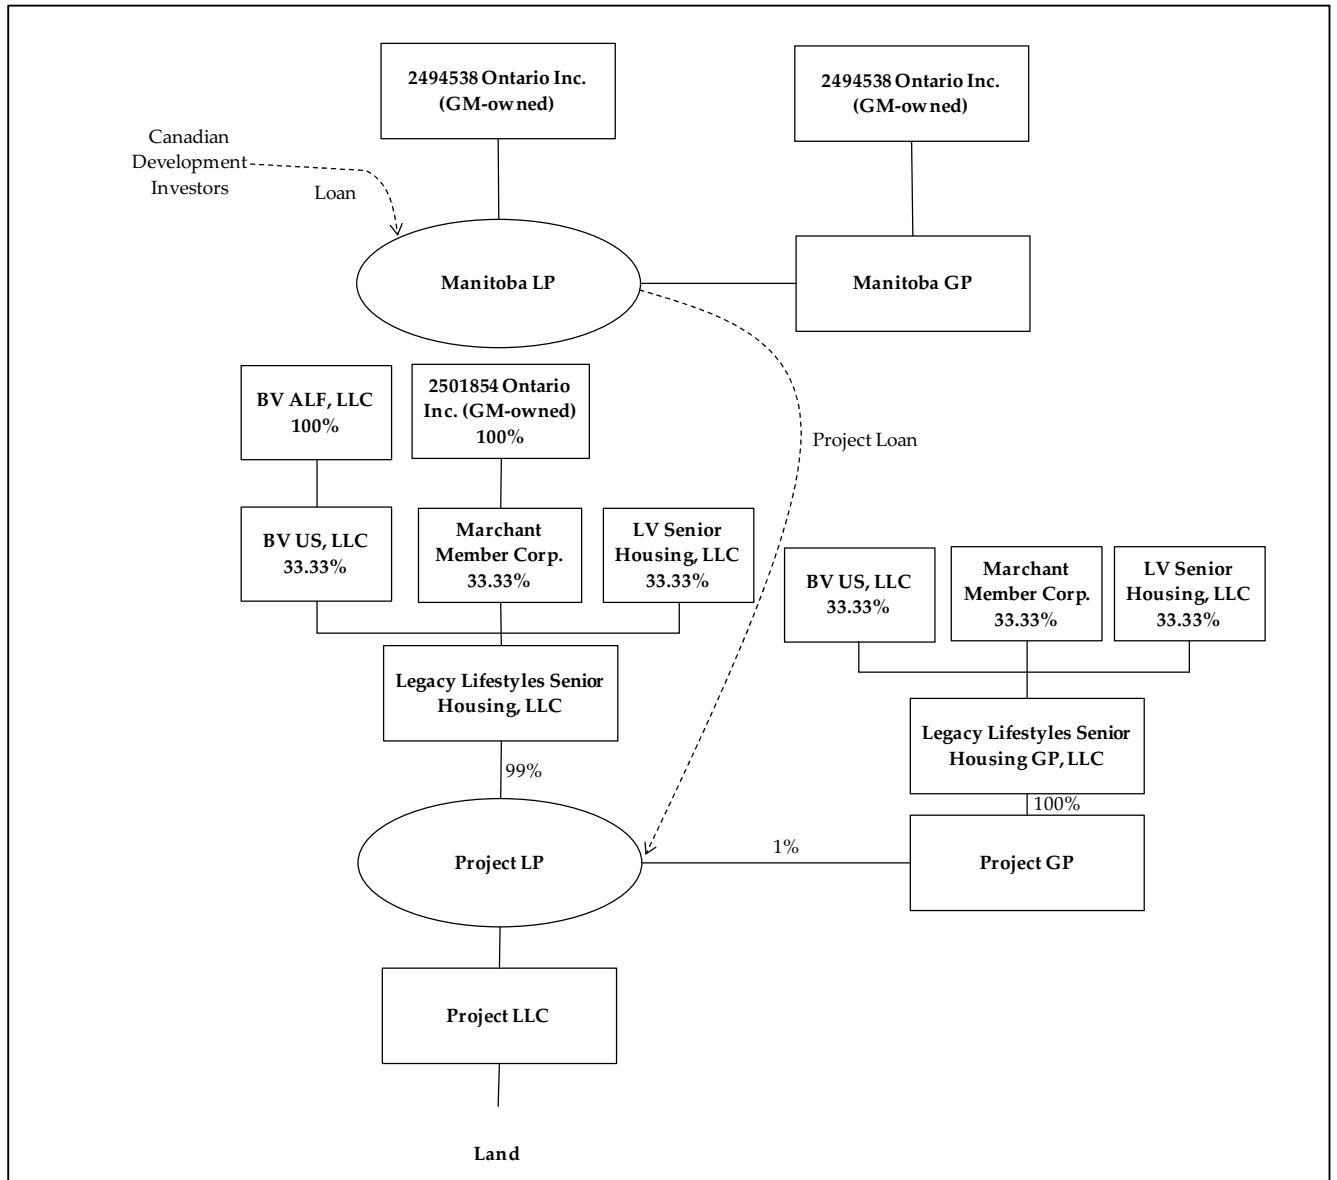 2494538 Ontario Inc.
(GM-owned)
2494538 Ontario Inc.
(GM-owned)
Canadian
Development
Investors
Loan
Manitoba LP
Manitoba GP
BV ALF, LLC
100%
2501854 Ontario
Inc. (GM-owned)
100%
Project Loan
BV US, LLC
33.33%
Marchant
Member Corp.
33.33%
LV Senior
Housing, LLC
33.33%
BV US, LLC
33.33%
Marchant
Member Corp.
33.33%
LV Senior
Housing, LLC
33.33%
Legacy Lifestyles Senior
Housing, LLC
Legacy Lifestyles Senior
Housing GP, LLC
99%
100%
Project LP
1%
Project GP
Project LLC
Land